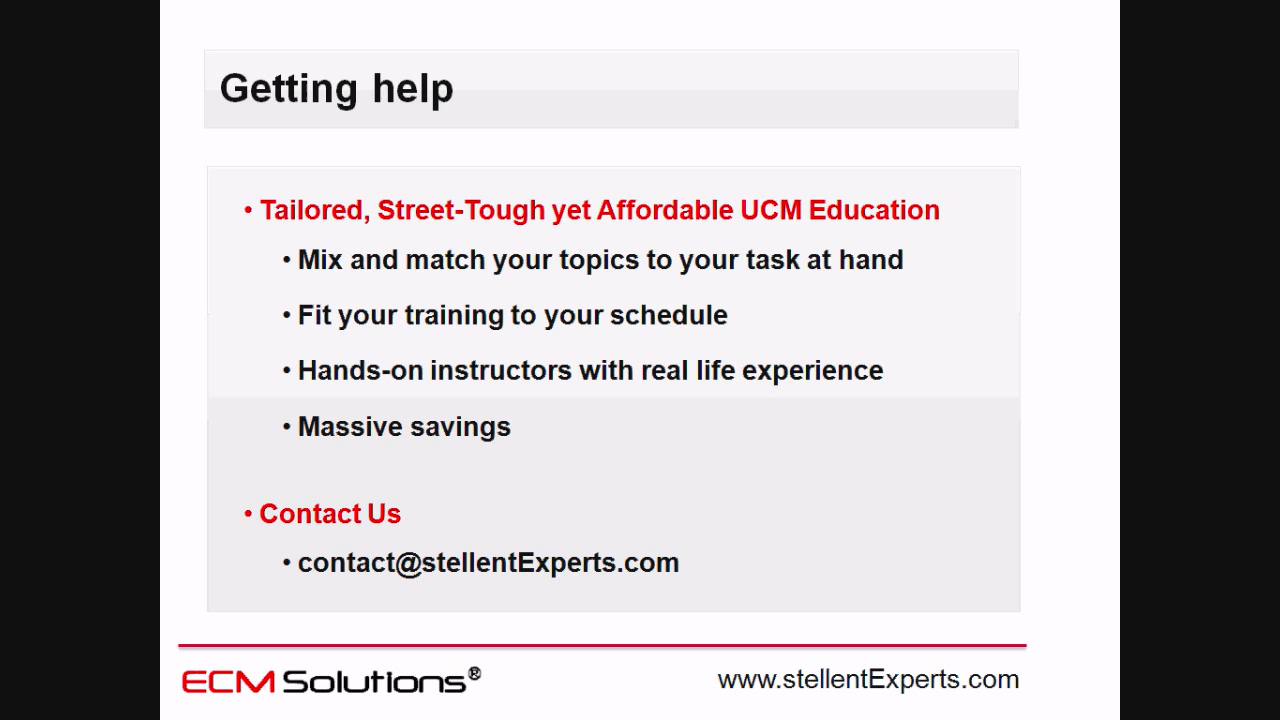 Getting help
• Tailored, Street-Tough yet Affordable UCM Education
• Mix and match your topics to your task at hand
• Fit your training to your schedule
• Hands-on instructors with real life experience
• Massive savings
• Contact Us
• contact@stellentExperts.com
ECM Solutions®
www.stellentExperts.com